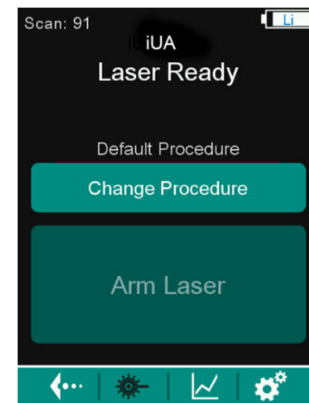 Scan: 91
Li
iUA
Laser Ready
Default Procedure
Change Procedure
Arm Laser